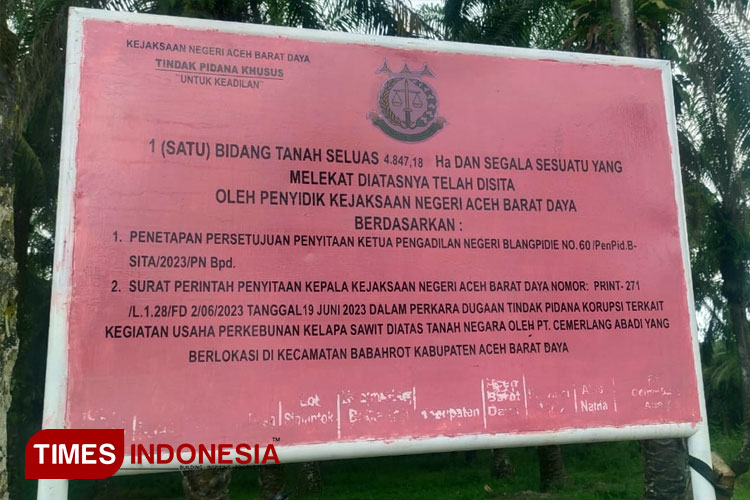 KEJAKSAAN NEGERI ACEH BARAT DAYA
TINDAK PIDANA KHUSUS
"UNTUK KEADILAN"
1 (SATU) BIDANG TANAH SELUAS 4.847,18 Ha DAN SEGALA SESUATU YANG
MELEKAT DIATASNYA TELAH DISITA
OLEH PENYIDIK KEJAKSAAN NEGERI ACEH BARAT DAYA
BERDASARKAN :
1. PENETAPAN PERSETUJUAN PENYITAAN KETUA PENGADILAN NEGERI BLANGPIDIE NO.60 /PenPid.B-
SITA/2023/PN Bpd.
2. SURAT PERINTAH PENYITAAN KEPALA KEJAKSAAN NEGERI ACEH BARAT DAYA NOMOR: PRINT- 271
/L.1.28/FD 2/06/2023 TANGGAL19 JUNI 2023 DALAM PERKARA DUGAAN TINDAK PIDANA KORUPSI TERKAIT
KEGIATAN USAHA PERKEBUNAN KELAPA SAWIT DIATAS TANAH NEGARA OLEH PT. CEMERLANG ABADI YANG
BERLOKASI DI KECAMATAN BABAHROT KABUPATEN ACEH BARAT DAYA
Barat
Nama
TIMES INDONESIA™